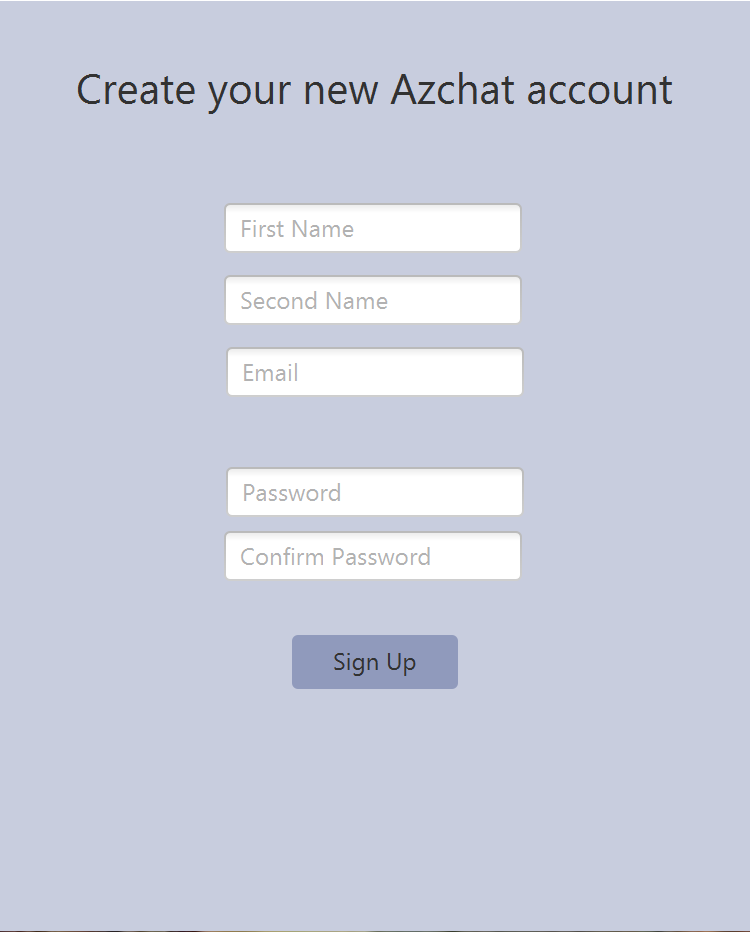 Create your new Azchat account
First Name
Second Name
Email
Password
Confirm Password
Sign Up